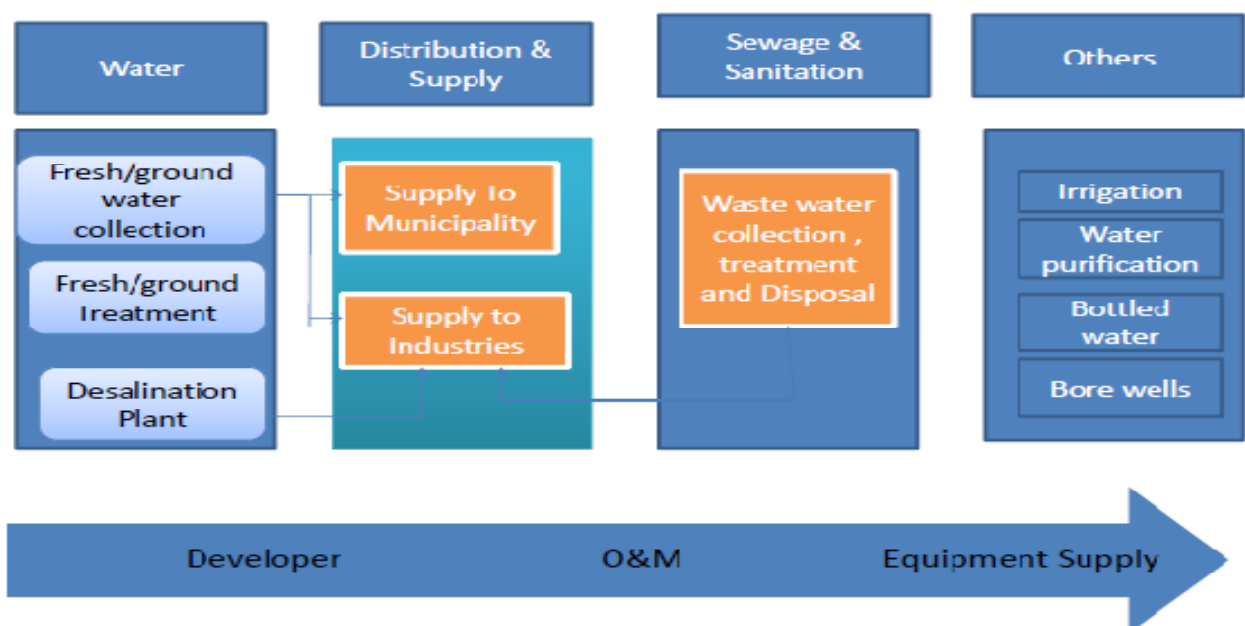 Water
Distribution &
Supply
Sewage &
Sanitation
Others
Fresh/ground
water
collection
Fresh/ground
Treatment
Desalination
Plant
Supply To
Municipality
Supply to
Industries
Waste water
collection ,
treatment
and Disposal
Irrigation
Water
purification
Bottled
water
Bore wells
Developer
O&M
Equipment Supply